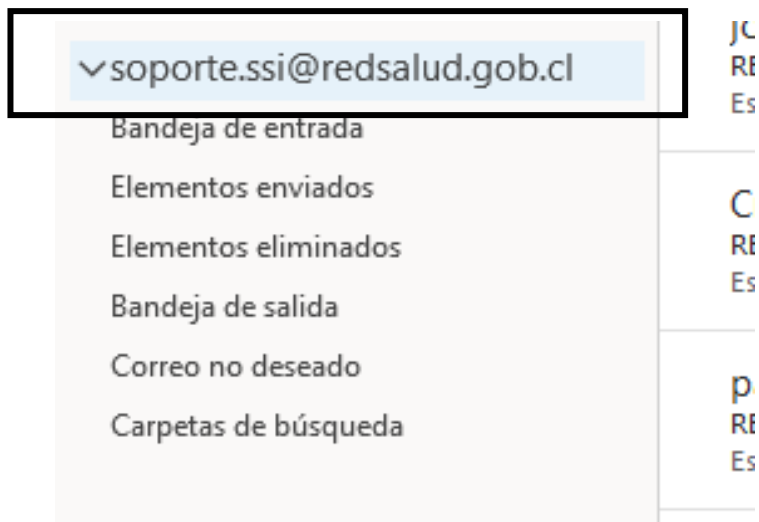 soporte.ssi@redsalud.gob.cl
Bandeja de entrada
Elementos enviados
Elementos eliminados
Bandeja de salida
Correo no deseado
Carpetas de búsqueda